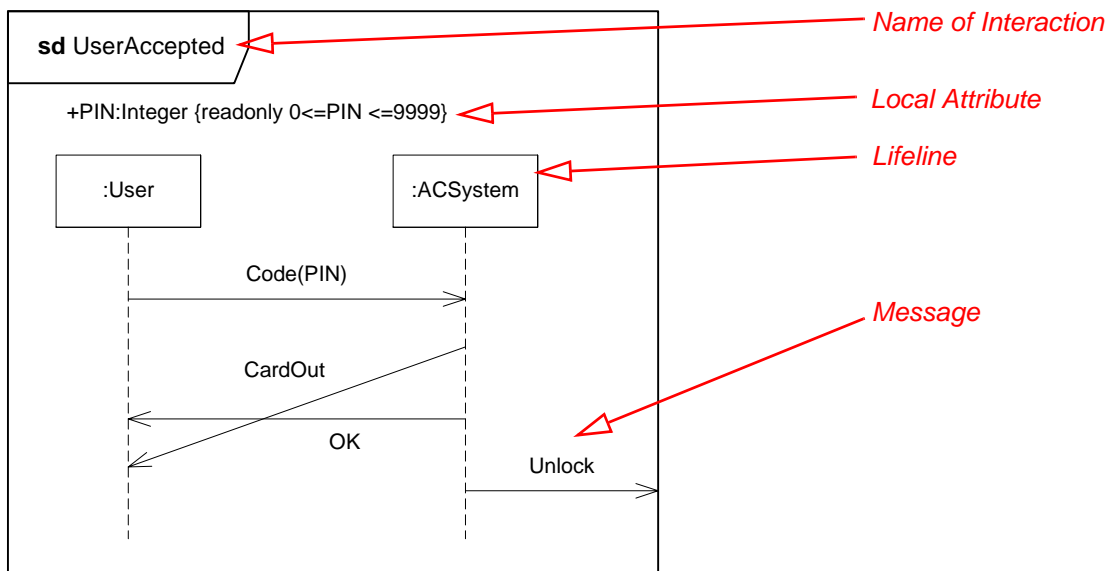 Name of Interaction
sd UserAccepted
+PIN:Integer {readonly 0<=PIN <=9999}
Local Attribute
Lifeline
:User
:ACSystem
Code(PIN)
Message
CardOut
OK
Unlock